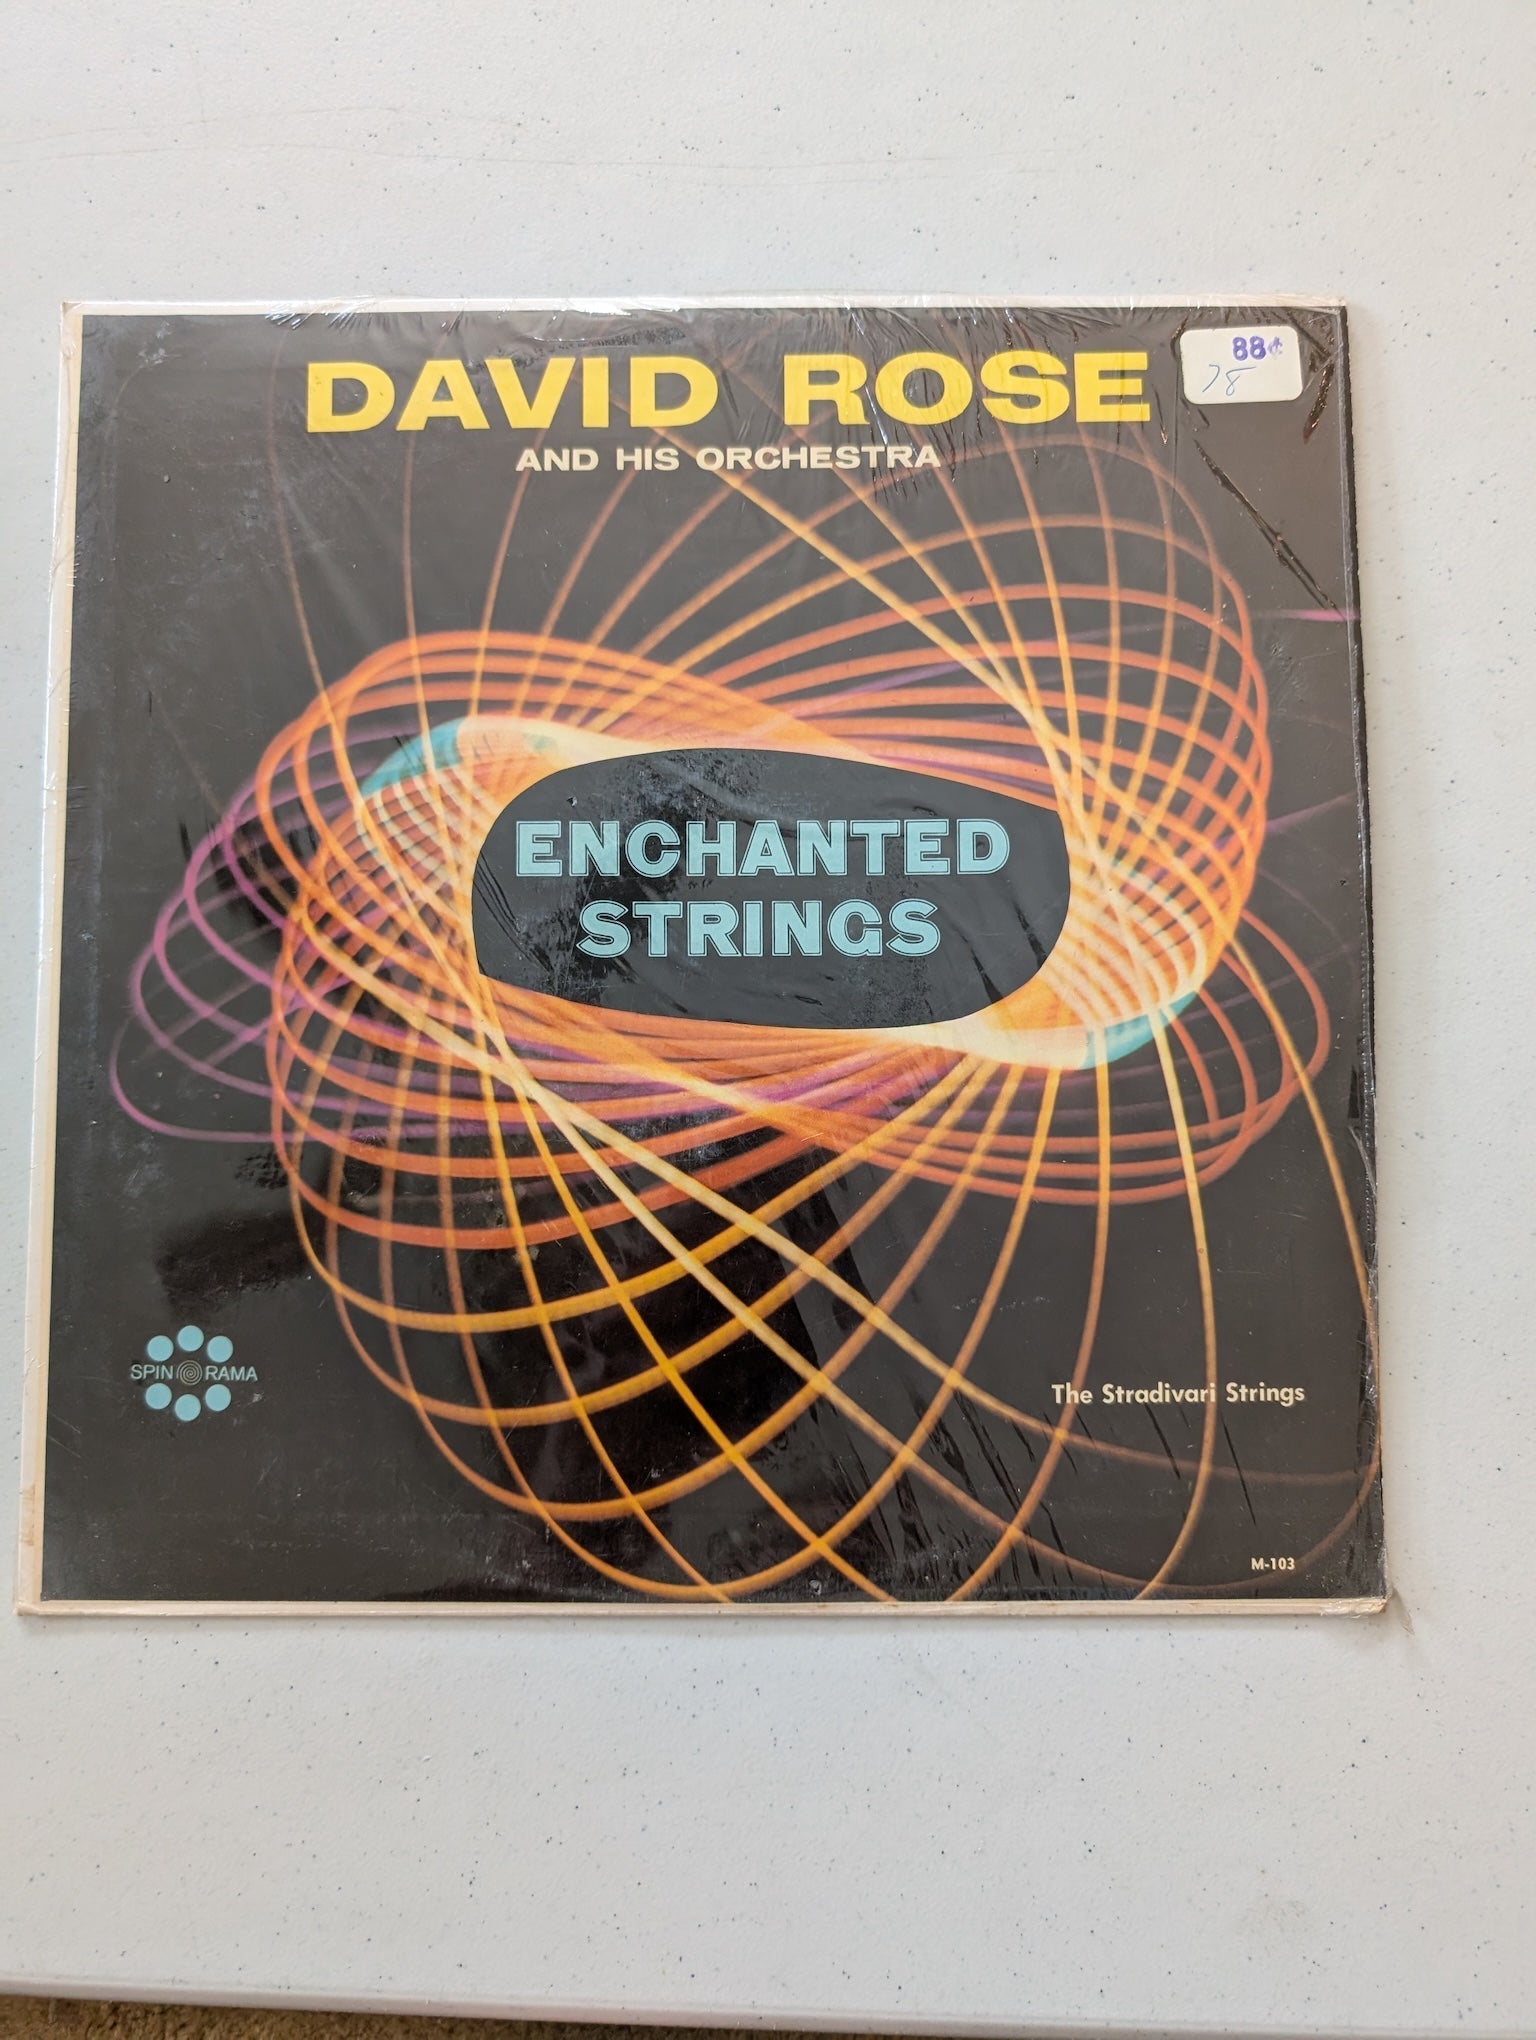 DAVID ROSE
88¢
78
AND HIS ORCHESTRA
ENCHANTED
STRINGS
SPIN O RAMA
The Stradivari Strings
M-103